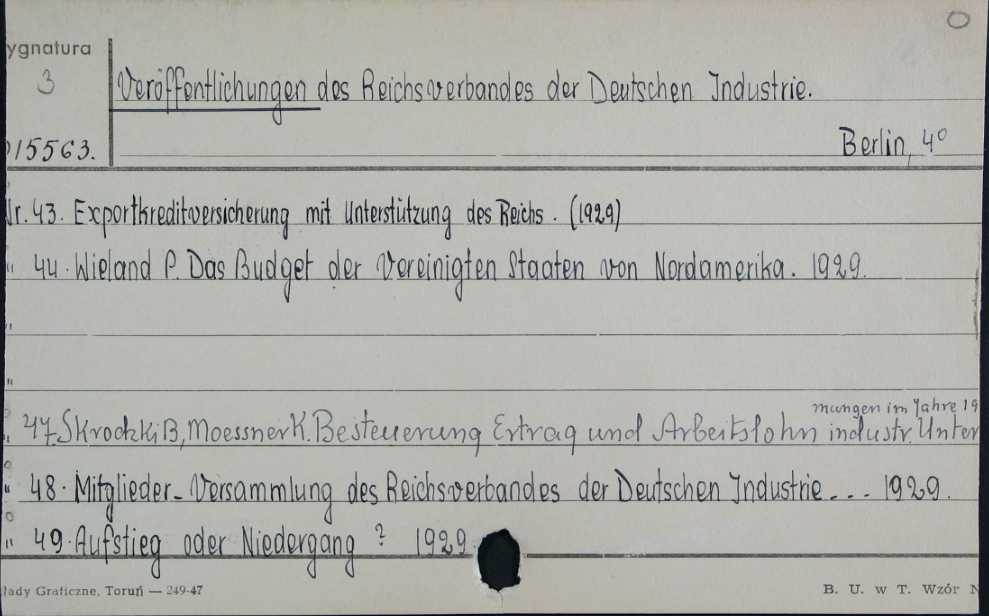 ygnatura
3
Veröffentlichungen des Reichsverbandes der Deutschen Industrie.
15563.
Berlin, 4°
Nr. 43. Exportkreditversicherung mit Unterstützung des Reichs. (1929)
" 44. Wieland P. Das Budget der Vereinigten Staaten von Nordamerika. 1929.
"
"
mungen im Jahre 19
" 47. Skrodzki B, Moessner K. Besteuerung Ertrag und Arbeitslohn industr. Unter
" 48. Mitglieder-Versammlung des Reichsverbandes der Deutschen Industrie... 1929.
" 49. Aufstieg oder Niedergang? 1929.
łady Graficzne, Toruń — 249-47
B. U. w T. Wzór N